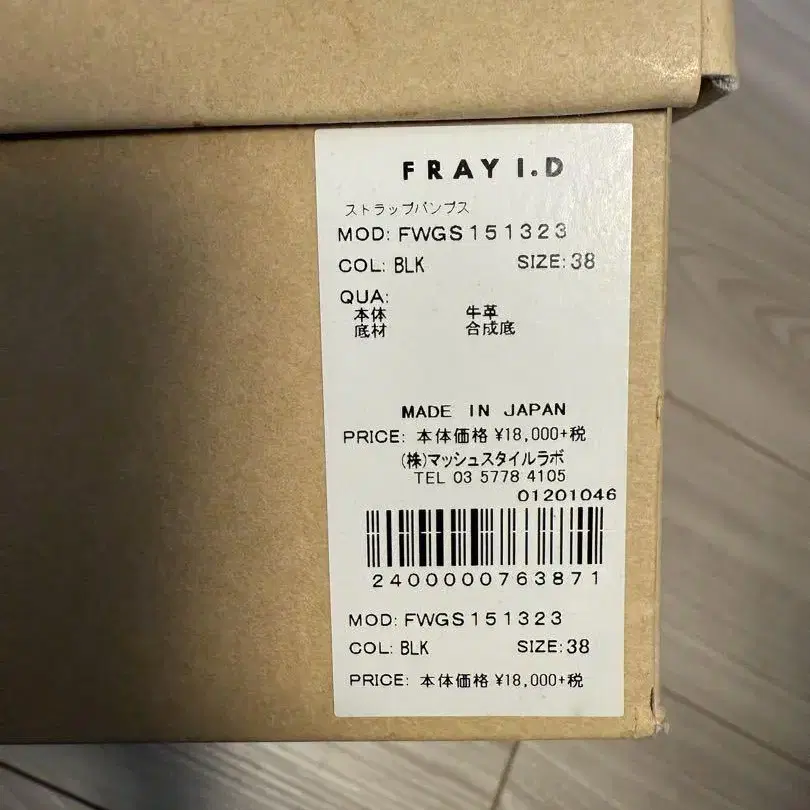 FRAY I.D
ストラップパンプス
MOD: FWGS151323
COL: BLK SIZE: 38
QUA:
本体 牛革
底材 合成底
MADE IN JAPAN
PRICE: 本体価格 ¥18,000+税
(株)マッシュスタイルラボ
TEL 03 5778 4105
01201046
2400000763871
MOD: FWGS151323
COL: BLK SIZE: 38
PRICE: 本体価格 ¥18,000+税